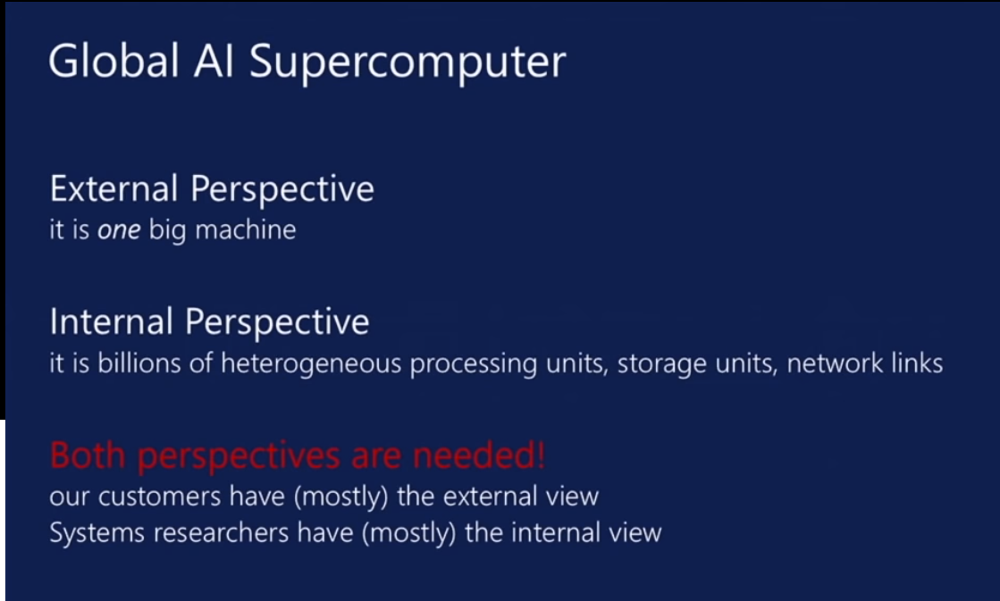 Global AI Supercomputer
External Perspective
it is one big machine
Internal Perspective
it is billions of heterogeneous processing units, storage units, network links
Both perspectives are needed!
our customers have (mostly) the external view
Systems researchers have (mostly) the internal view